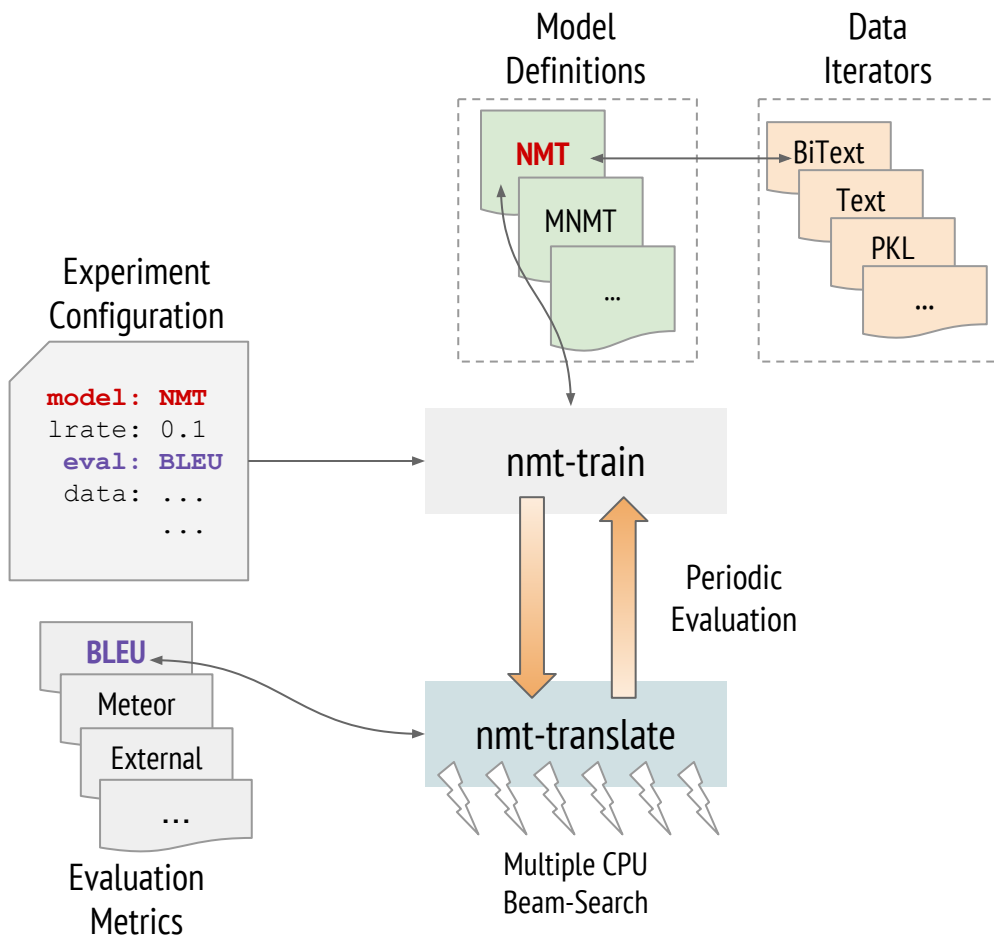 Model
Definitions
Data
Iterators
NMT
MNMT
...
BiText
Text
PKL
...
Experiment
Configuration
model: NMT
lrate: 0.1
eval: BLEU
data: ...
...
nmt-train
Periodic
Evaluation
BLEU
Meteor
External
...
Evaluation
Metrics
nmt-translate
Multiple CPU
Beam-Search